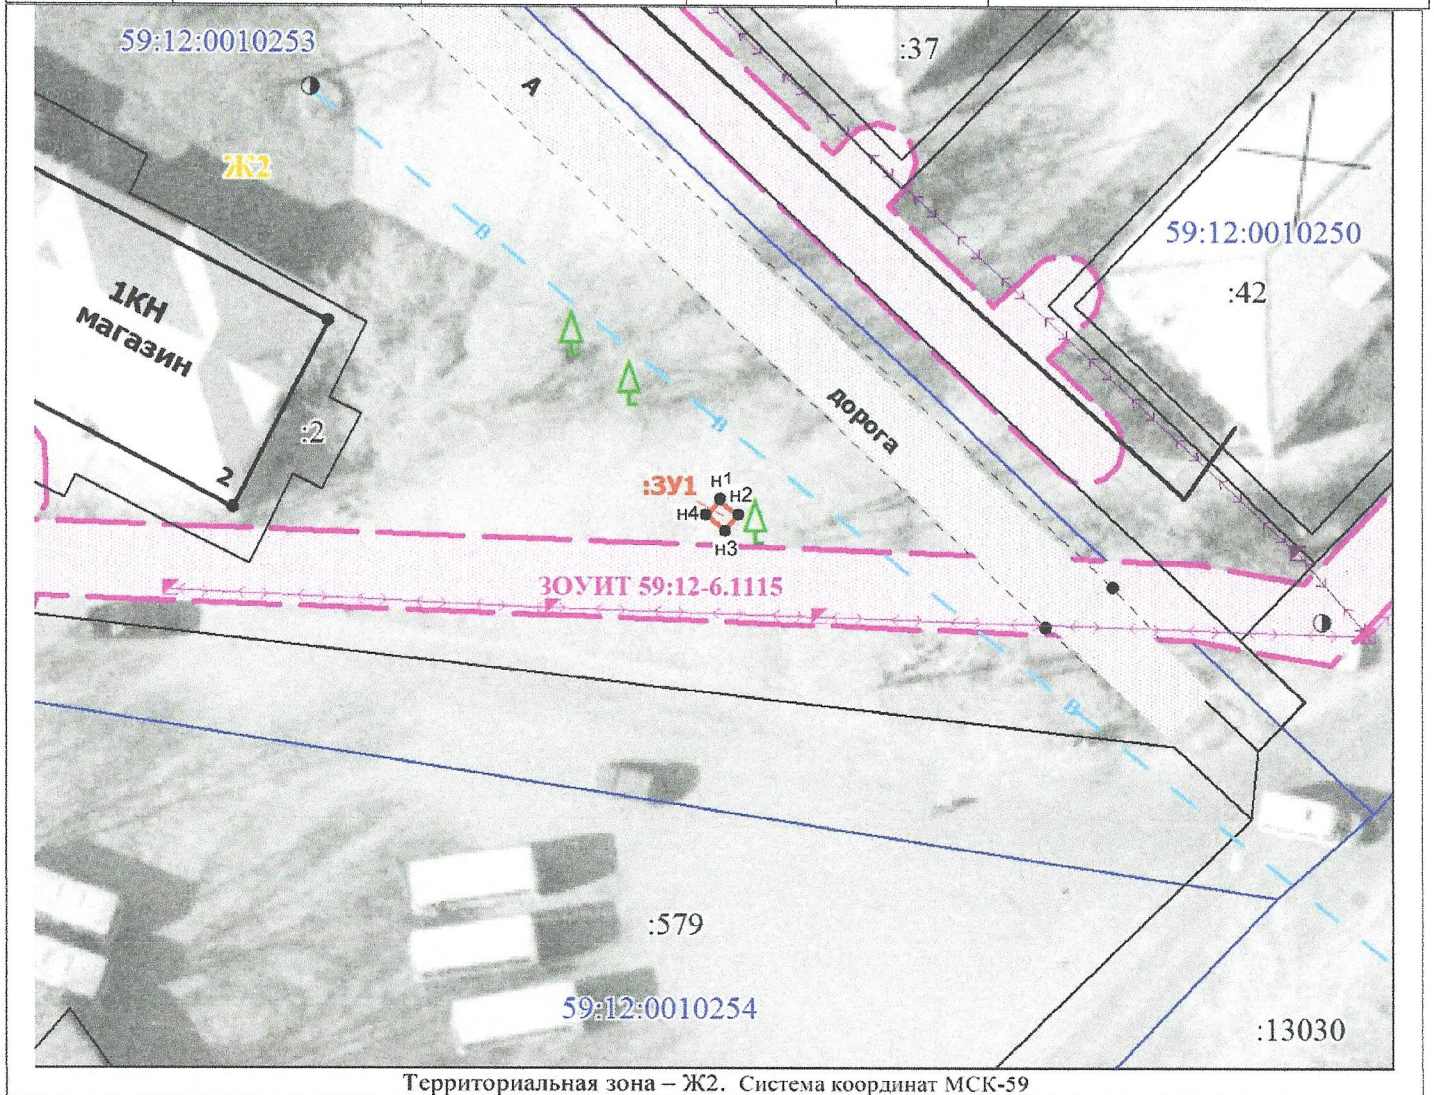 59:12:0010253
:37
А
Ж2
В
59:12:0010250
:42
1КН
магазин
дорога
В
:2
2
:ЗУ1
н1
н2
н4
н3
ЗОУИТ 59:12-6.1115
В
:579
59:12:0010254
:13030
Территориальная зона – Ж2. Система координат МСК-59